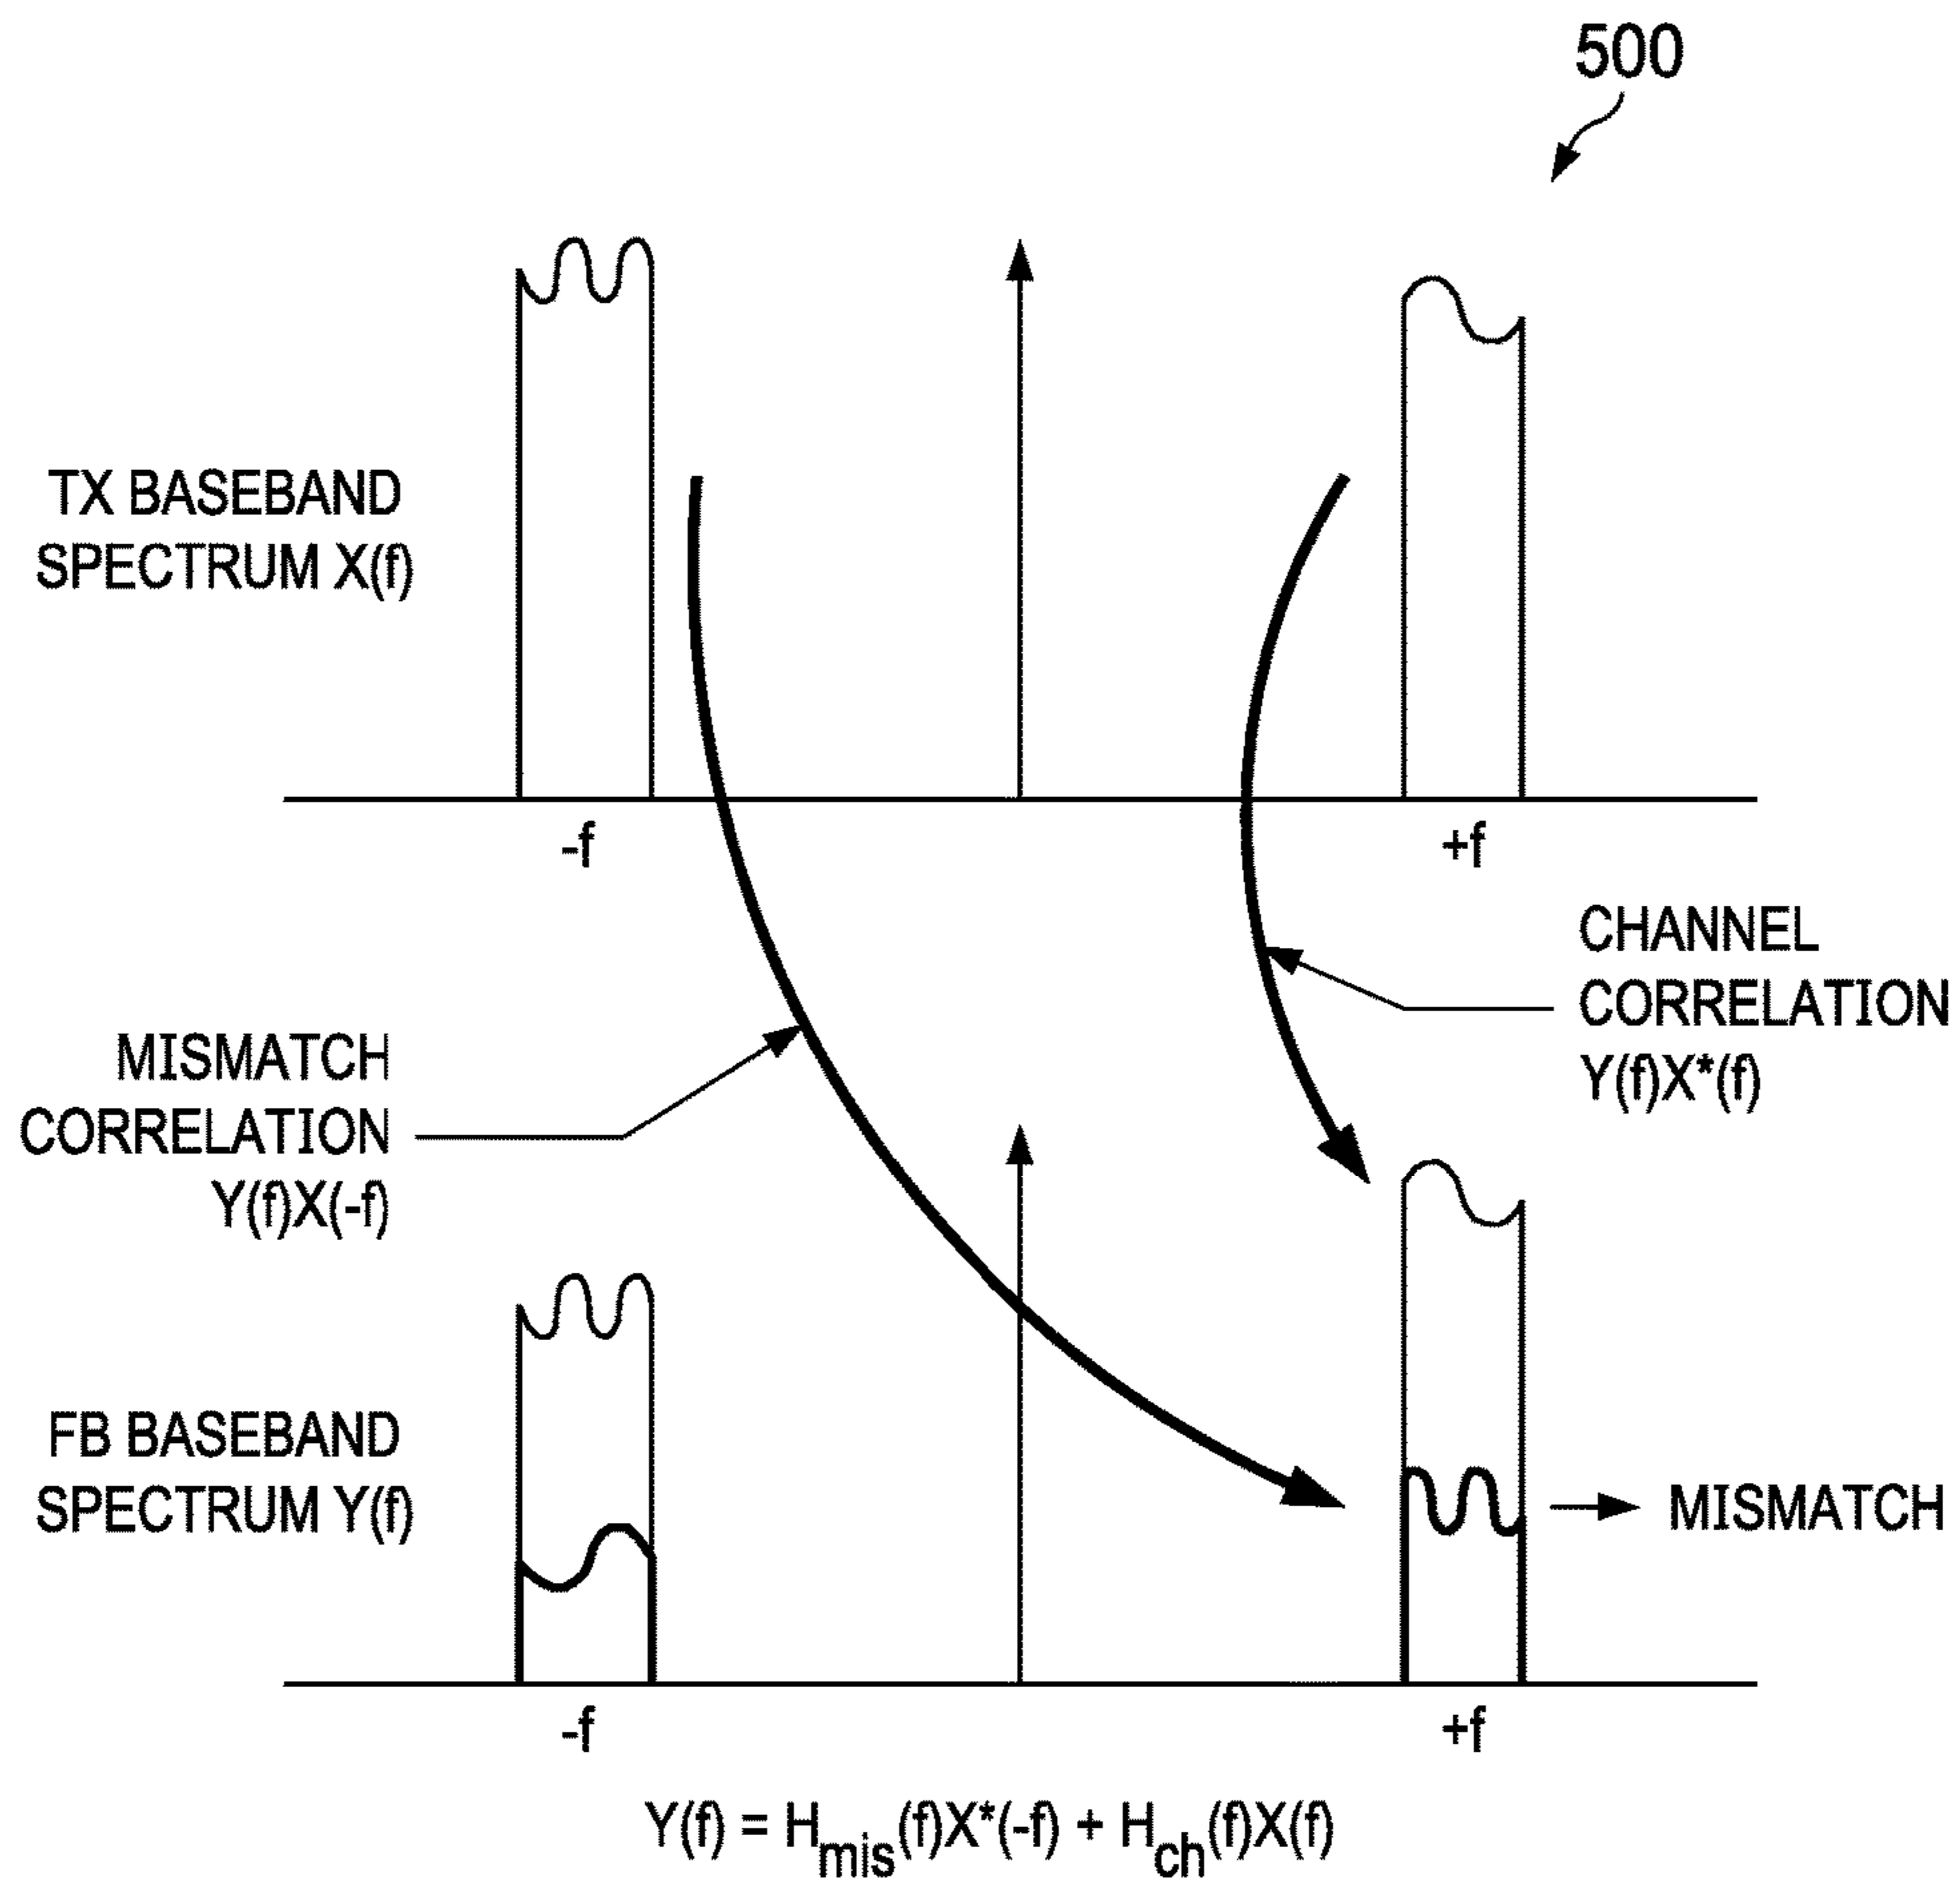 500
TX BASEBAND
SPECTRUM X(f)
-f
+f
CHANNEL
CORRELATION
Y(f)X*(f)
MISMATCH
CORRELATION
Y(f)X(-f)
FB BASEBAND
SPECTRUM Y(f)
MISMATCH
-f
+f
Y(f) = Hmis(f)X*(-f) + Hch(f)X(f)